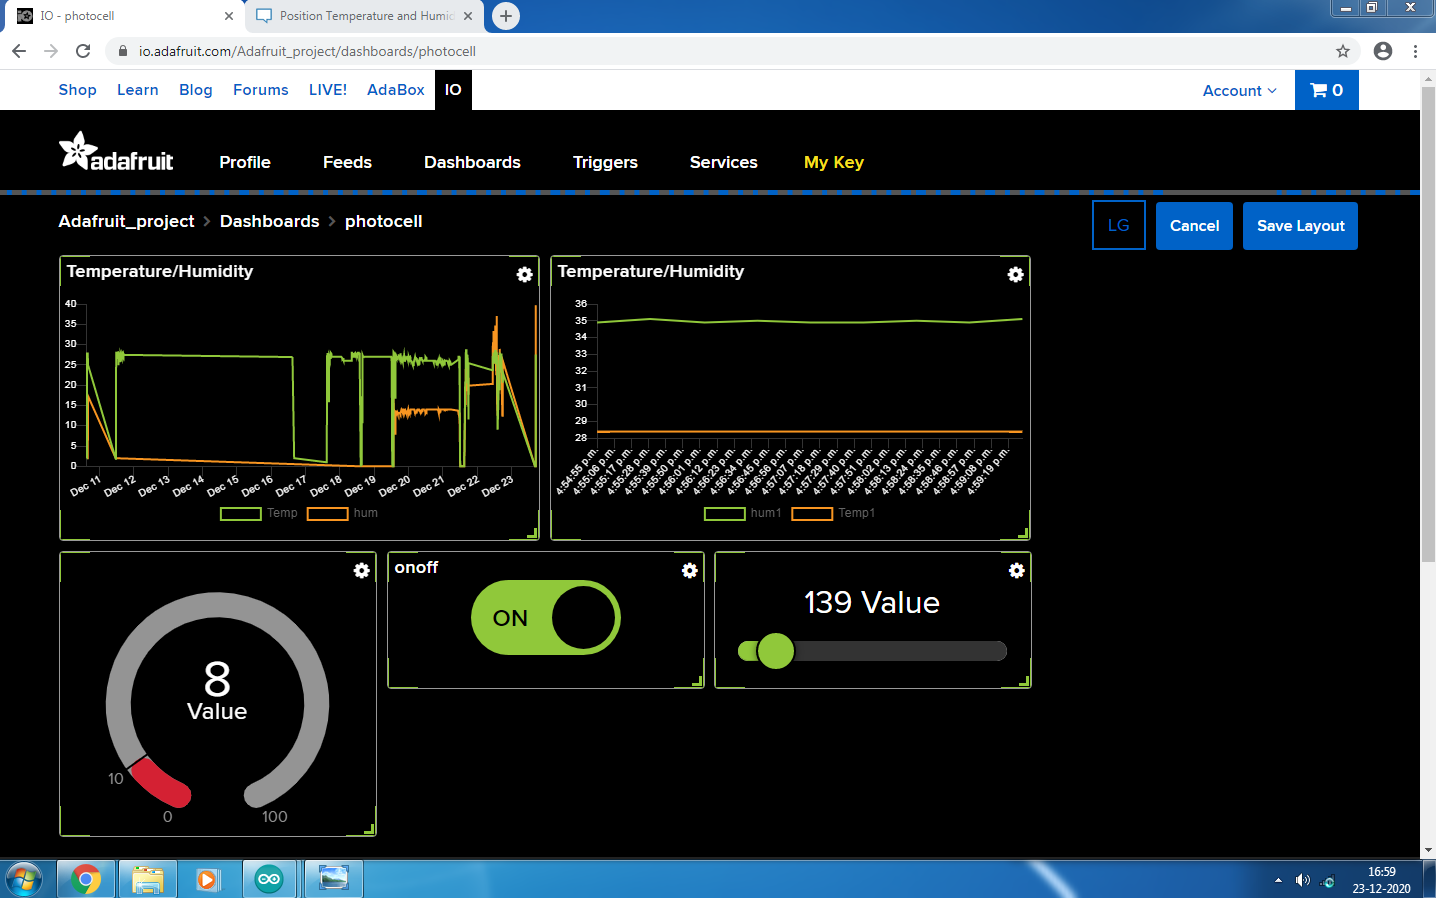 IO - photocell
Position Temperature and Humid
io.adafruit.com/Adafruit_project/dashboards/photocell
Shop Learn Blog Forums LIVE! AdaBox IO Account 0
adafruit Profile Feeds Dashboards Triggers Services My Key
Adafruit_project > Dashboards > photocell
LG Cancel Save Layout
Temperature/Humidity
40
35
30
25
20
15
10
5
0
Dec 11 Dec 12 Dec 13 Dec 14 Dec 15 Dec 16 Dec 17 Dec 18 Dec 19 Dec 20 Dec 21 Dec 22 Dec 23
Temp hum
Temperature/Humidity
36
35
34
33
32
31
30
29
28
4:54:55 p.m. 4:55:06 p.m. 4:55:17 p.m. 4:55:28 p.m. 4:55:39 p.m. 4:55:50 p.m. 4:56:01 p.m. 4:56:12 p.m. 4:56:23 p.m. 4:56:34 p.m. 4:56:45 p.m. 4:56:56 p.m. 4:57:07 p.m. 4:57:18 p.m. 4:57:29 p.m. 4:57:40 p.m. 4:57:51 p.m. 4:58:02 p.m. 4:58:13 p.m. 4:58:24 p.m. 4:58:35 p.m. 4:58:46 p.m. 4:58:57 p.m. 4:59:08 p.m. 4:59:19 p.m.
hum1 Temp1
8
Value
10
0 100
onoff
ON
139 Value
16:59
23-12-2020